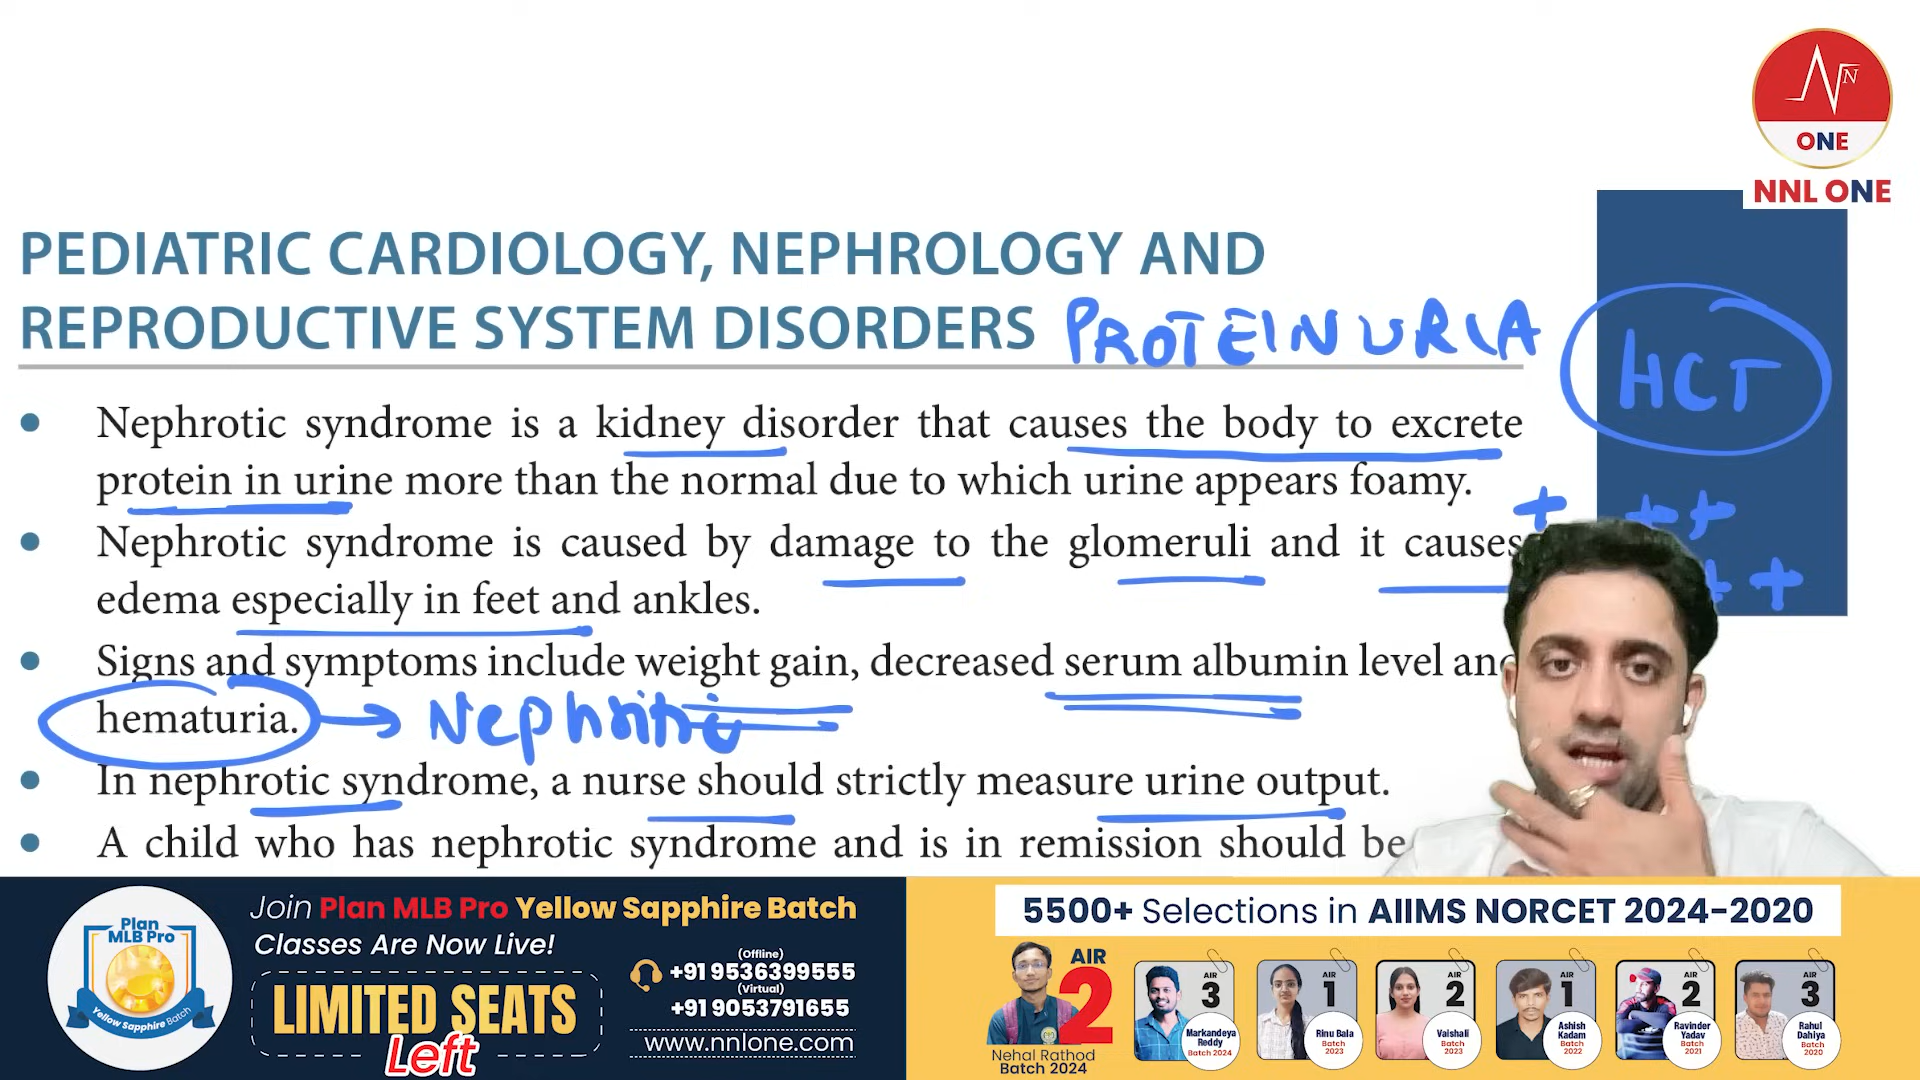 N
ONE
NNL ONE
PEDIATRIC CARDIOLOGY, NEPHROLOGY AND
REPRODUCTIVE SYSTEM DISORDERS PROTEINURIA
HCT
• Nephrotic syndrome is a kidney disorder that causes the body to excrete
protein in urine more than the normal due to which urine appears foamy.
+ ++
• Nephrotic syndrome is caused by damage to the glomeruli and it causes
++
edema especially in feet and ankles.
• Signs and symptoms include weight gain, decreased serum albumin level an
hematuria. → Nephritic
• In nephrotic syndrome, a nurse should strictly measure urine output.
• A child who has nephrotic syndrome and is in remission should be
Plan
MLB Pro
Yellow Sapphire Batch
Join Plan MLB Pro Yellow Sapphire Batch
Classes Are Now Live!
LIMITED SEATS
Left
(Offline)
+91 9536399555
(Virtual)
+91 9053791655
www.nnlone.com
5500+ Selections in AIIMS NORCET 2024-2020
AIR
2
Nehal Rathod
Batch 2024
AIR
3
Markandeya
Reddy
Batch 2024
AIR
1
Rinu Bala
Batch
2023
AIR
2
Vaishali
Batch
2023
AIR
1
Ashish
Kadam
Batch
2022
AIR
2
Ravinder
Yadav
Batch
2021
AIR
3
Rahul
Dahiya
Batch
2020